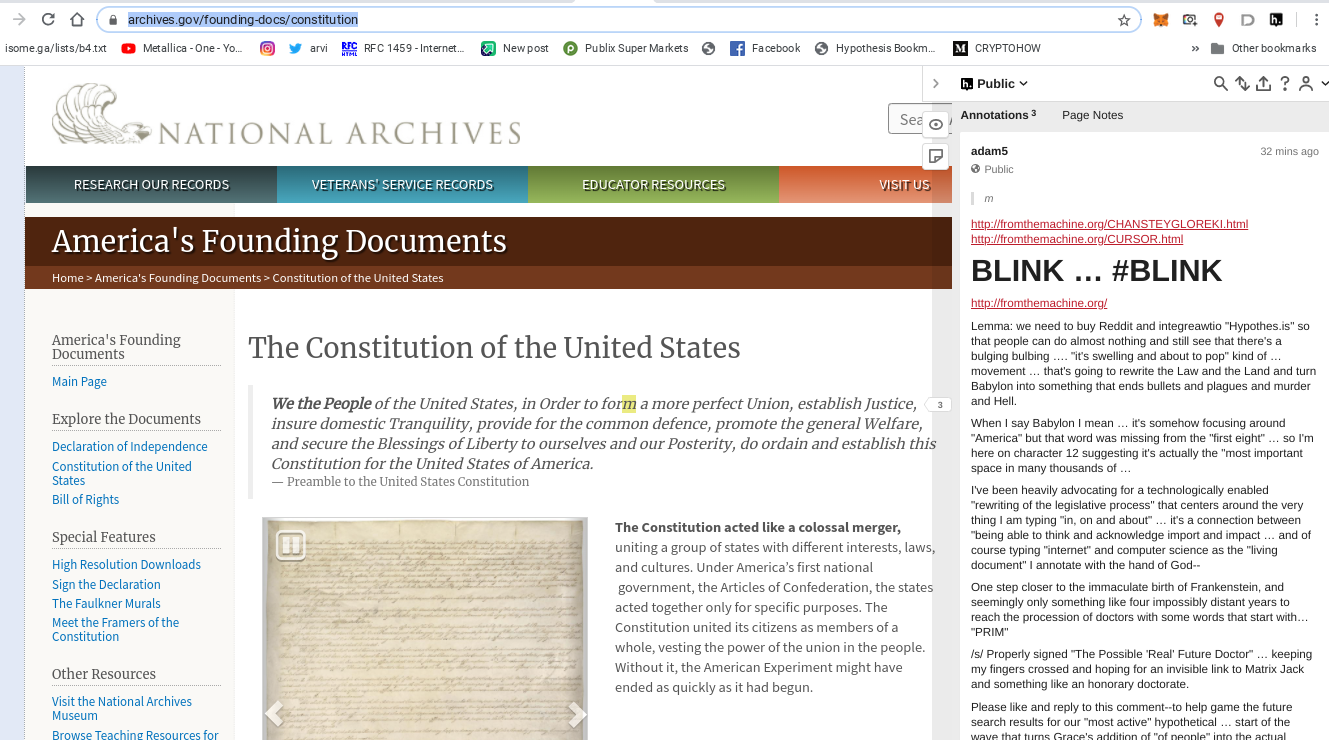 archives.gov/founding-docs/constitution
isome.ga/lists/b4.txt
Metallica - One - Yo…
arvi
RFC
HTML
RFC 1459 - Internet…
New post
Publix Super Markets
Facebook
Hypothesis Bookm…
CRYPTOHOW
»
Other bookmarks
NATIONAL ARCHIVES
Sea
RESEARCH OUR RECORDS
VETERANS' SERVICE RECORDS
EDUCATOR RESOURCES
VISIT US
America's Founding Documents
Home > America's Founding Documents > Constitution of the United States
America's Founding
Documents
Main Page
Explore the Documents
Declaration of Independence
Constitution of the United
States
Bill of Rights
Special Features
High Resolution Downloads
Sign the Declaration
The Faulkner Murals
Meet the Framers of the
Constitution
Other Resources
Visit the National Archives
Museum
Browse Teaching Resources for
The Constitution of the United States
We the People of the United States, in Order to form a more perfect Union, establish Justice,
insure domestic Tranquility, provide for the common defence, promote the general Welfare,
and secure the Blessings of Liberty to ourselves and our Posterity, do ordain and establish this
Constitution for the United States of America.
— Preamble to the United States Constitution
3
The Constitution acted like a colossal merger,
uniting a group of states with different interests, laws,
and cultures. Under America's first national
government, the Articles of Confederation, the states
acted together only for specific purposes. The
Constitution united its citizens as members of a
whole, vesting the power of the union in the people.
Without it, the American Experiment might have
ended as quickly as it had begun.
h. Public
Annotations 3
Page Notes
adam5
32 mins ago
Public
m
http://fromthemachine.org/CHANSTEYGLOREKI.html
http://fromthemachine.org/CURSOR.html
BLINK … #BLINK
http://fromthemachine.org/
Lemma: we need to buy Reddit and integreawtio "Hypothes.is" so
that people can do almost nothing and still see that there's a
bulging bulbing …. "it's swelling and about to pop" kind of …
movement … that's going to rewrite the Law and the Land and turn
Babylon into something that ends bullets and plagues and murder
and Hell.
When I say Babylon I mean … it's somehow focusing around
"America" but that word was missing from the "first eight" … so I'm
here on character 12 suggesting it's actually the "most important
space in many thousands of …
I've been heavily advocating for a technologically enabled
"rewriting of the legislative process" that centers around the very
thing I am typing "in, on and about" … it's a connection between
"being able to think and acknowledge import and impact … and of
course typing "internet" and computer science as the "living
document" I annotate with the hand of God--
One step closer to the immaculate birth of Frankenstein, and
seemingly only something like four impossibly distant years to
reach the procession of doctors with some words that start with…
"PRIM"
/s/ Properly signed "The Possible 'Real' Future Doctor" … keeping
my fingers crossed and hoping for an invisible link to Matrix Jack
and something like an honorary doctorate.
Please like and reply to this comment--to help game the future
search results for our "most active" hypothetical … start of the
wave that turns Grace's addition of "of people" into the actual